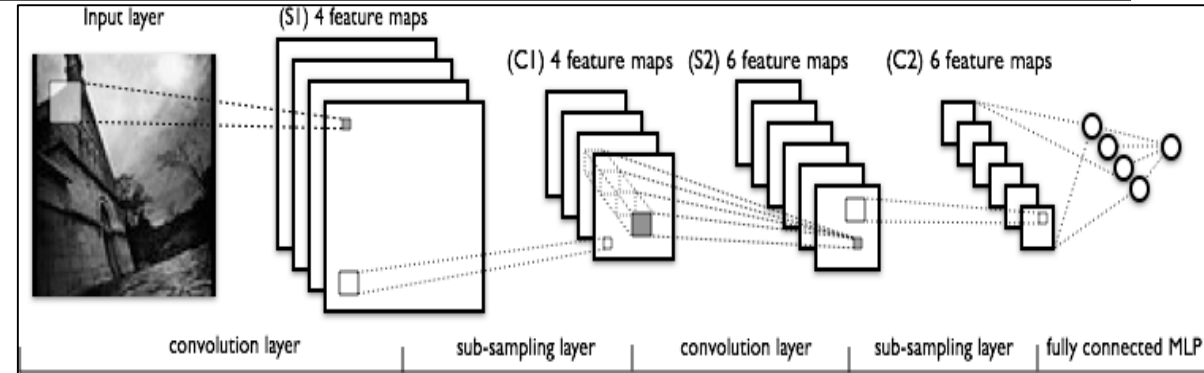 Input layer
(S1) 4 feature maps
(C1) 4 feature maps
(S2) 6 feature maps
(C2) 6 feature maps
convolution layer
sub-sampling layer
convolution layer
sub-sampling layer
fully connected MLP